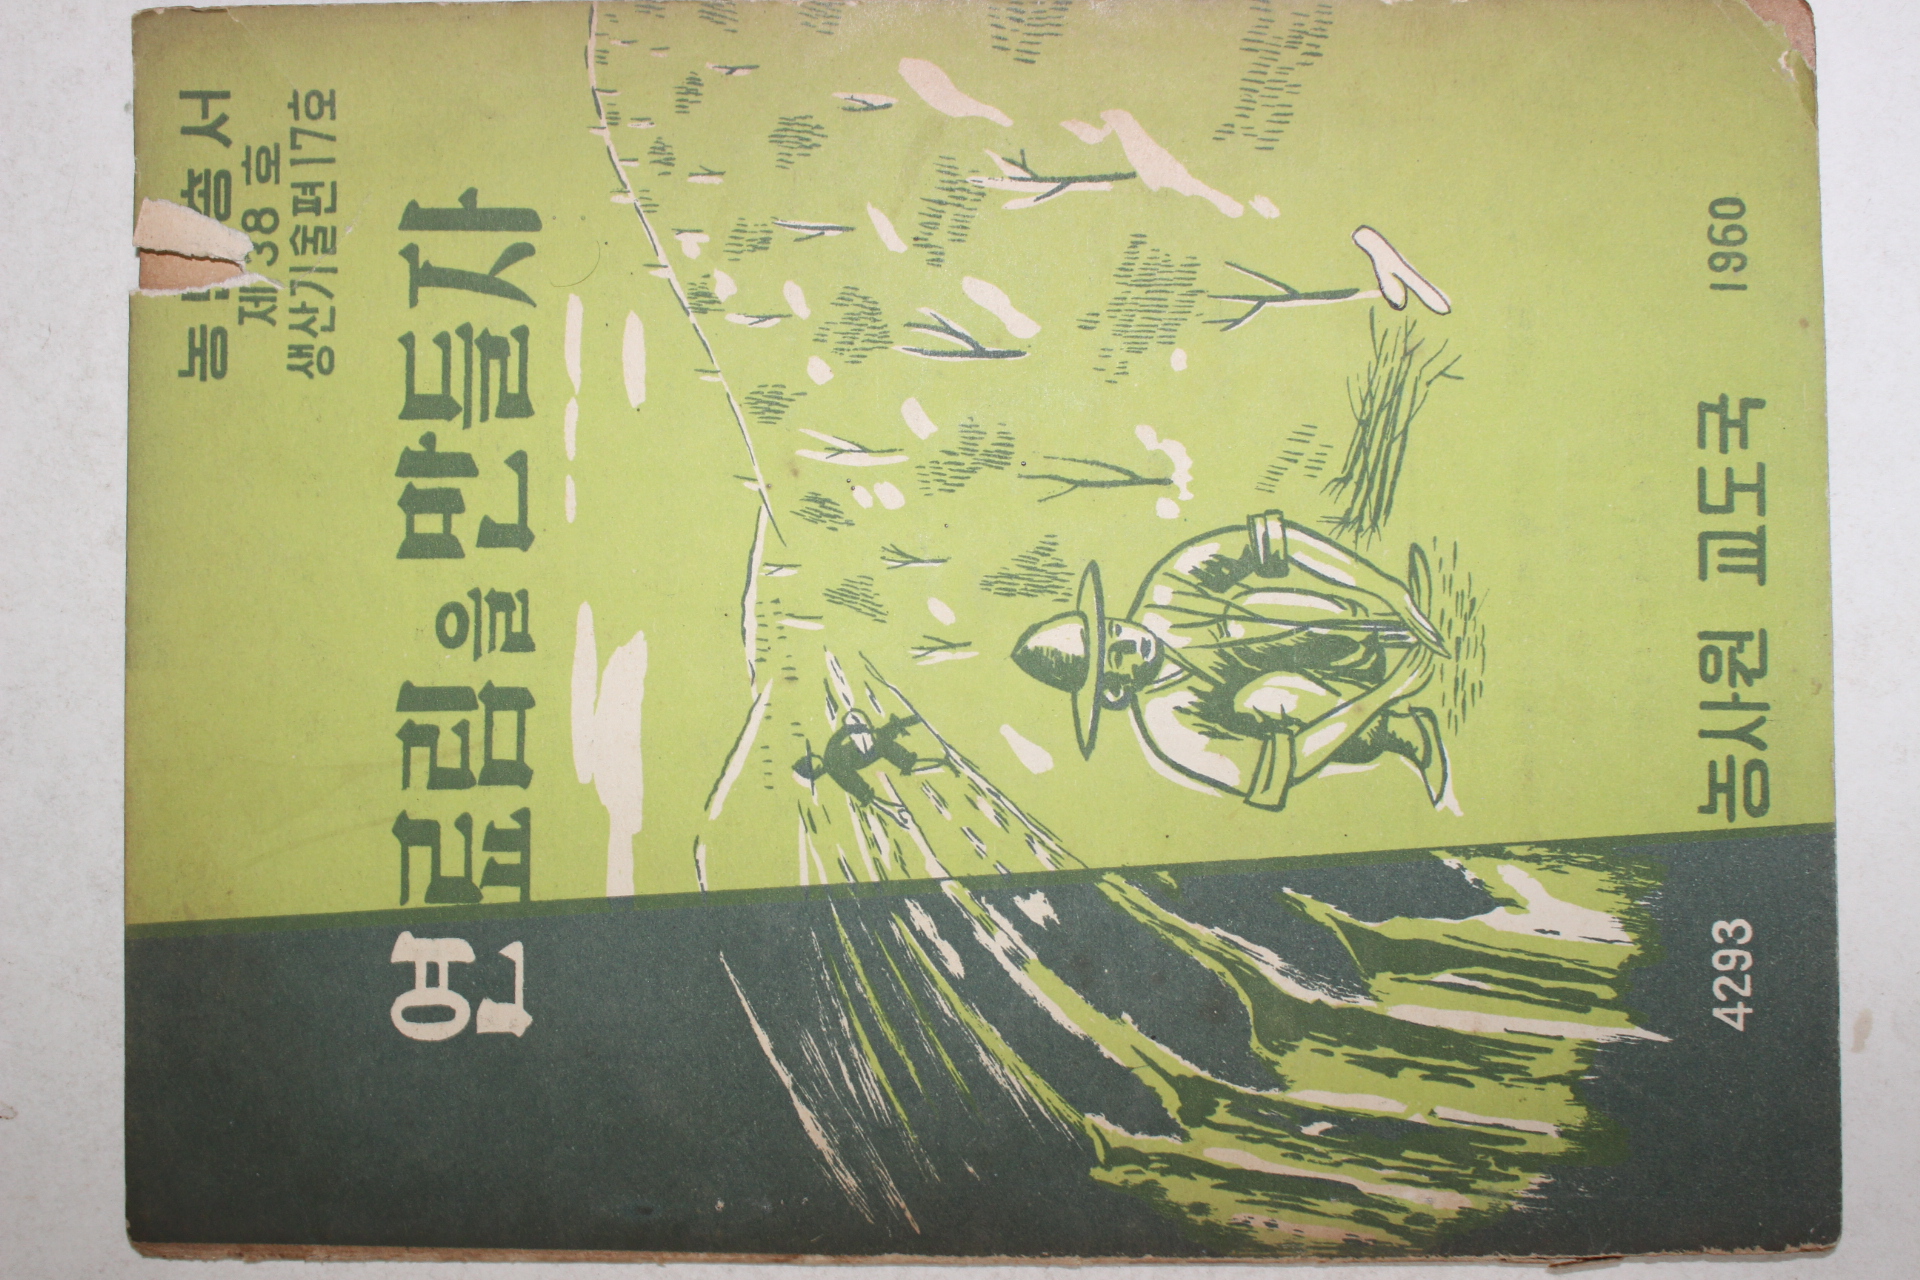 농 총서
제38호
생산기술편17호
연료림을 만들자
4293 농사원 교도국 1960